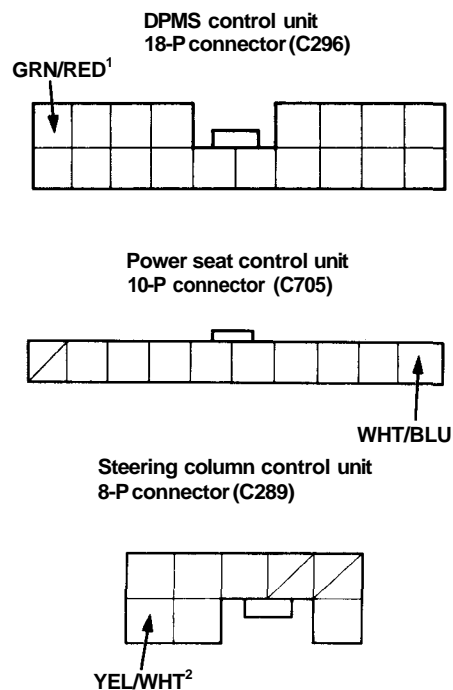 DPMS control unit
18-P connector (C296)
GRN/RED¹
Power seat control unit
10-P connector (C705)
WHT/BLU
Steering column control unit
8-P connector (C289)
YEL/WHT²